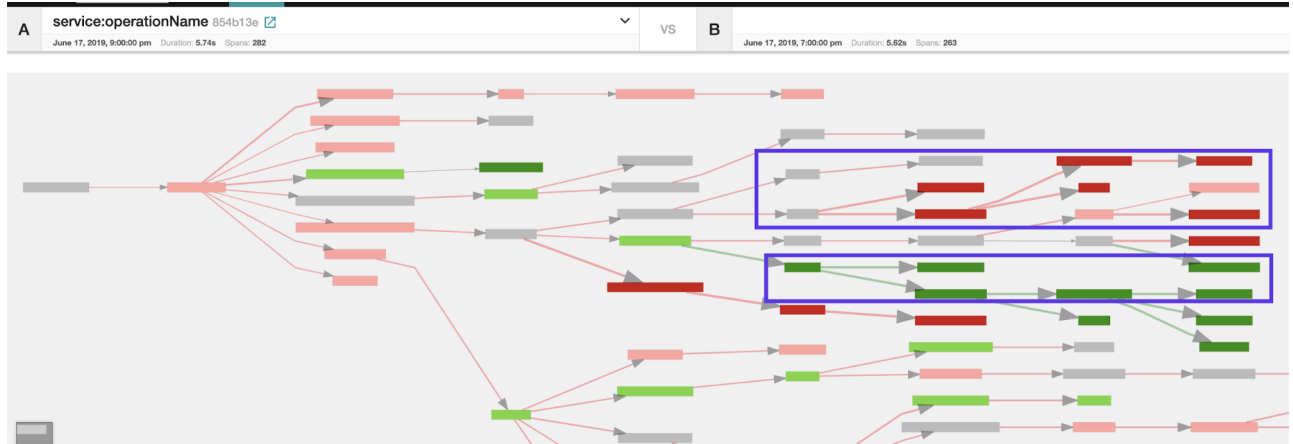 A
service:operationName 854b13e
June 17, 2019, 9:00:00 pm Duration: 5.74s Spans: 282
VS
B
June 17, 2019, 7:00:00 pm Duration: 5.62s Spans: 263